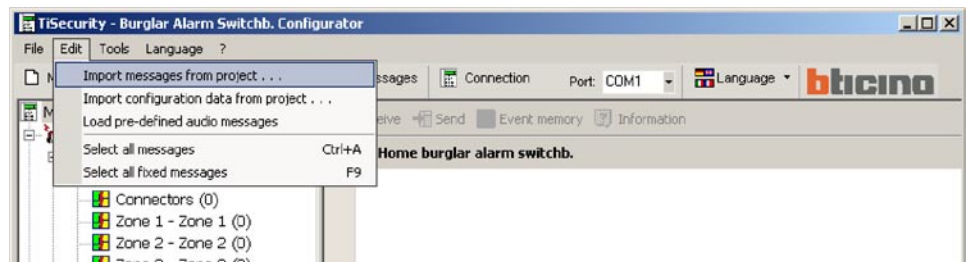 TiSecurity - Burglar Alarm Switchb. Configurator
File Edit Tools Language ?
Import messages from project . . .
Import configuration data from project . . .
Load pre-defined audio messages
Select all messages Ctrl+A
Select all fixed messages F9
Connection Port: COM1 Language bticino
Send Event memory Information
Home burglar alarm switchb.
Connectors (0)
Zone 1 - Zone 1 (0)
Zone 2 - Zone 2 (0)